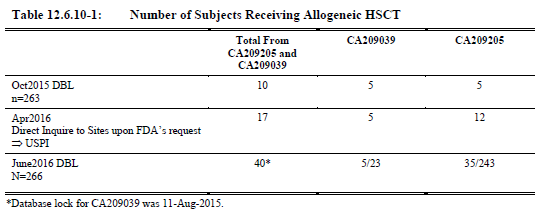 Table 12.6.10-1: Number of Subjects Receiving Allogeneic HSCT
Total From CA209205 and CA209039 CA209039 CA209205
Oct2015 DBL
n=263 10 5 5
Apr2016
Direct Inquire to Sites upon FDA's request
⇒ USPI 17 5 12
June2016 DBL
N=266 40* 5/23 35/243
*Database lock for CA209039 was 11-Aug-2015.